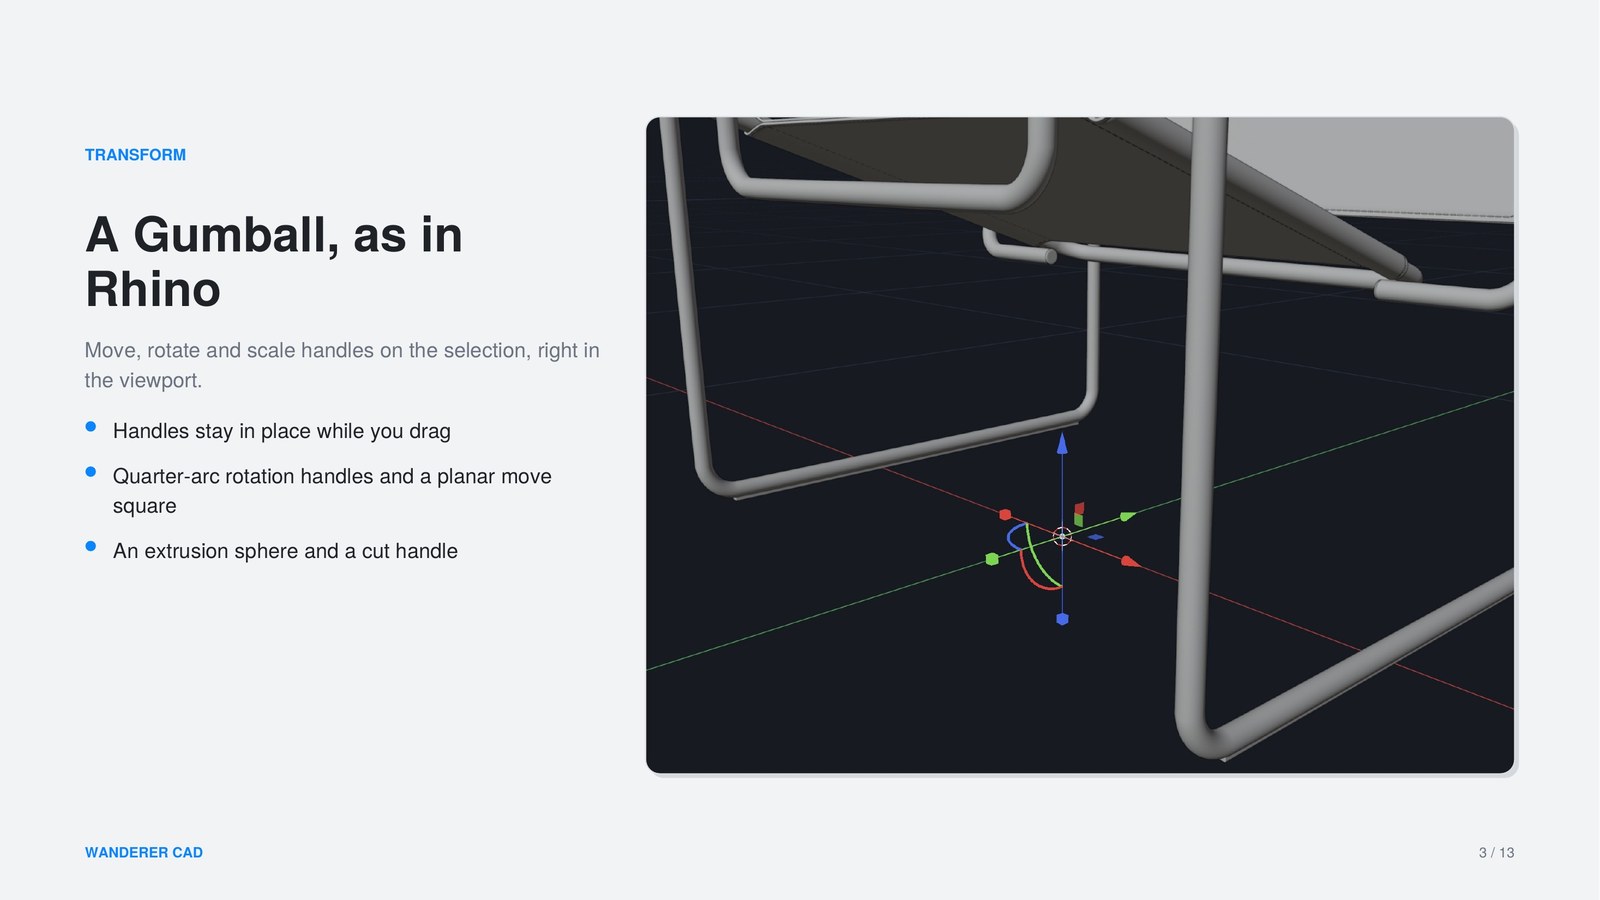 TRANSFORM
A Gumball, as in
Rhino
Move, rotate and scale handles on the selection, right in
the viewport.
Handles stay in place while you drag
Quarter-arc rotation handles and a planar move
square
An extrusion sphere and a cut handle
WANDERER CAD
3 / 13